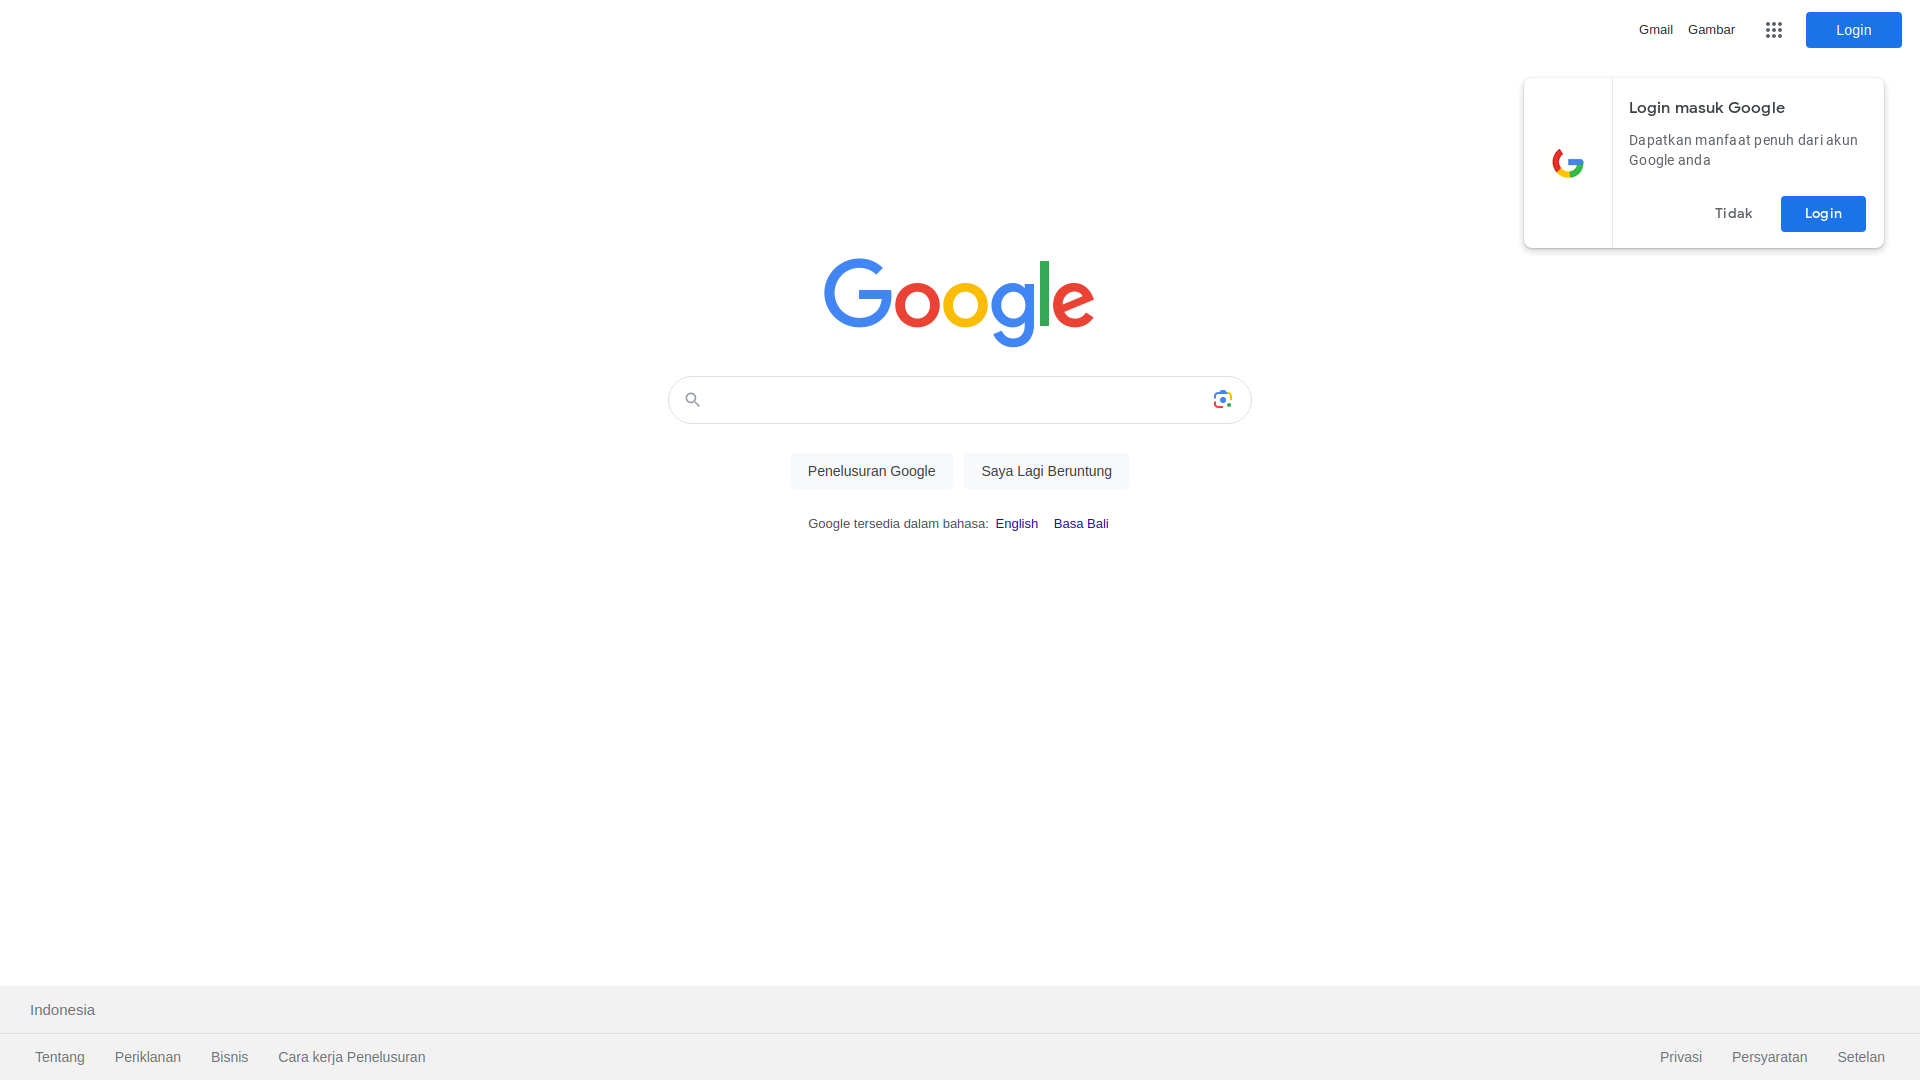 Gmail Gambar Login
Login masuk Google
Dapatkan manfaat penuh dari akun
Google anda
Tidak Login
Google
Penelusuran Google Saya Lagi Beruntung
Google tersedia dalam bahasa: English Basa Bali
Indonesia
Tentang Periklanan Bisnis Cara kerja Penelusuran Privasi Persyaratan Setelan